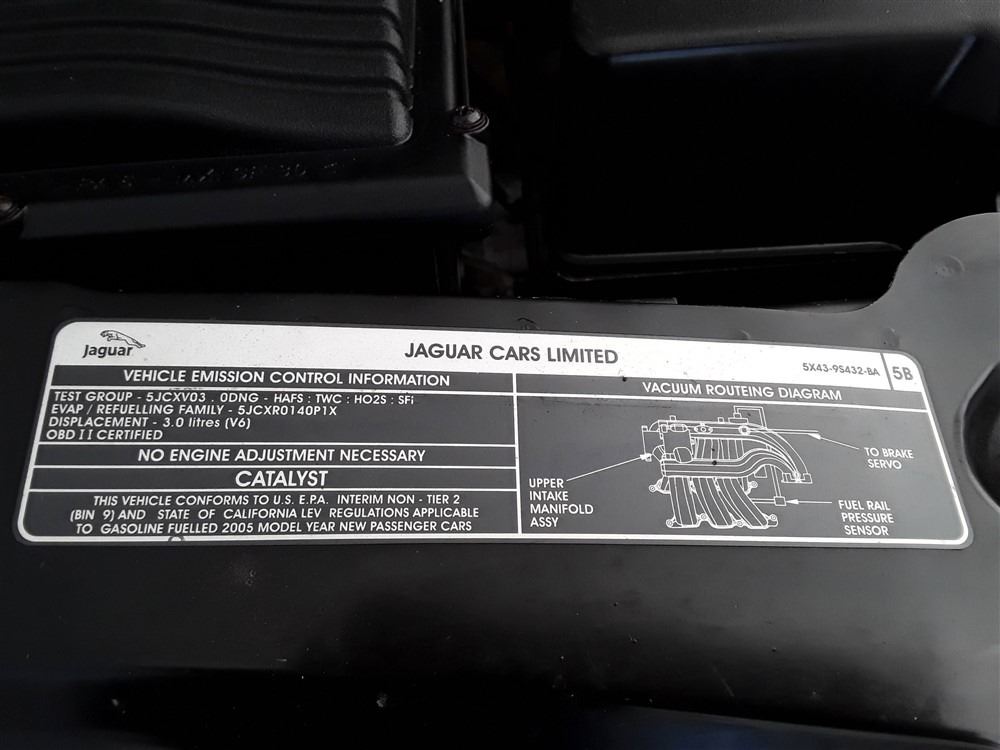 Jaguar
JAGUAR CARS LIMITED
5X43-9S432-BA
5B
VEHICLE EMISSION CONTROL INFORMATION
TEST GROUP - 5JCXV03 . 0DNG - HAFS : TWC : HO2S : SFi
EVAP / REFUELLING FAMILY - 5JCXR0140P1X
DISPLACEMENT - 3.0 litres (V6)
OBD II CERTIFIED
NO ENGINE ADJUSTMENT NECESSARY
CATALYST
THIS VEHICLE CONFORMS TO U.S. E.P.A. INTERIM NON - TIER 2
(BIN 9) AND STATE OF CALIFORNIA LEV REGULATIONS APPLICABLE
TO GASOLINE FUELLED 2005 MODEL YEAR NEW PASSENGER CARS
VACUUM ROUTEING DIAGRAM
TO BRAKE
SERVO
UPPER
INTAKE
MANIFOLD
ASSY
FUEL RAIL
PRESSURE
SENSOR